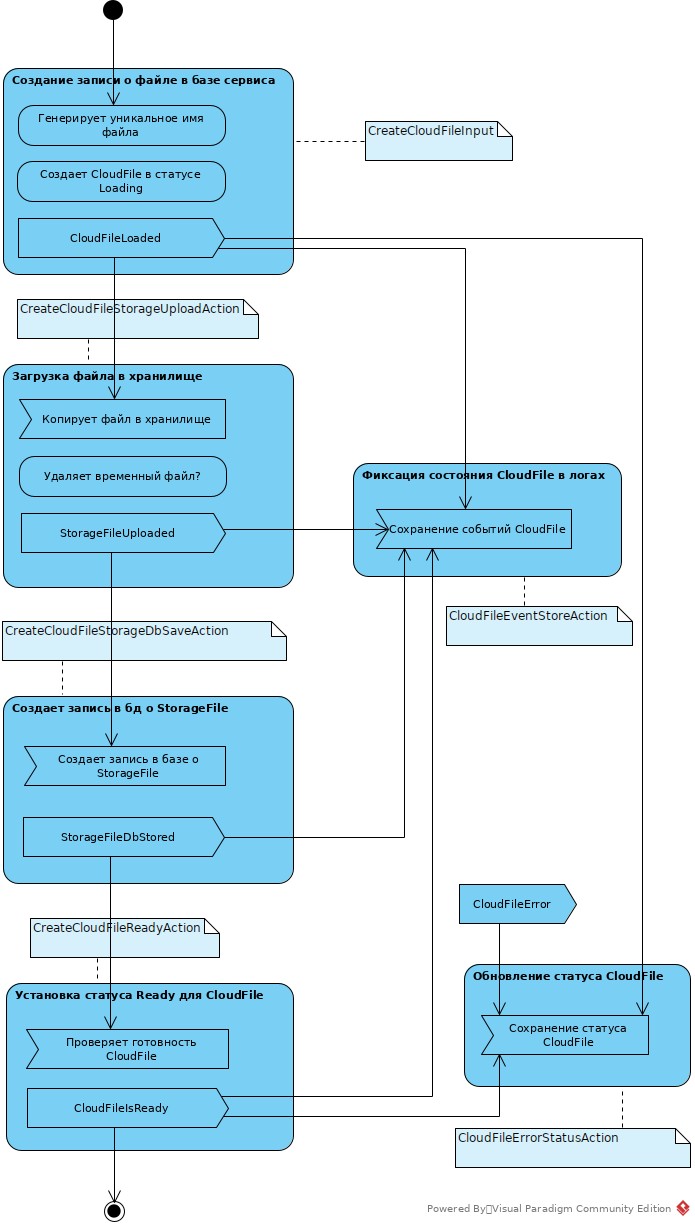 Создание записи о файле в базе сервиса
Генерирует уникальное имя
файла
CreateCloudFileInput
Создает CloudFile в статусе
Loading
CloudFileLoaded
CreateCloudFileStorageUploadAction
Загрузка файла в хранилище
Копирует файл в хранилище
Удаляет временный файл?
StorageFileUploaded
Фиксация состояния CloudFile в логах
Сохранение событий CloudFile
CloudFileEventStoreAction
CreateCloudFileStorageDbSaveAction
Создает запись в бд о StorageFile
Создает запись в базе о
StorageFile
StorageFileDbStored
CloudFileError
CreateCloudFileReadyAction
Установка статуса Ready для CloudFile
Проверяет готовность
CloudFile
CloudFileIsReady
Обновление статуса CloudFile
Сохранение статуса
CloudFile
CloudFileErrorStatusAction
Powered By Visual Paradigm Community Edition